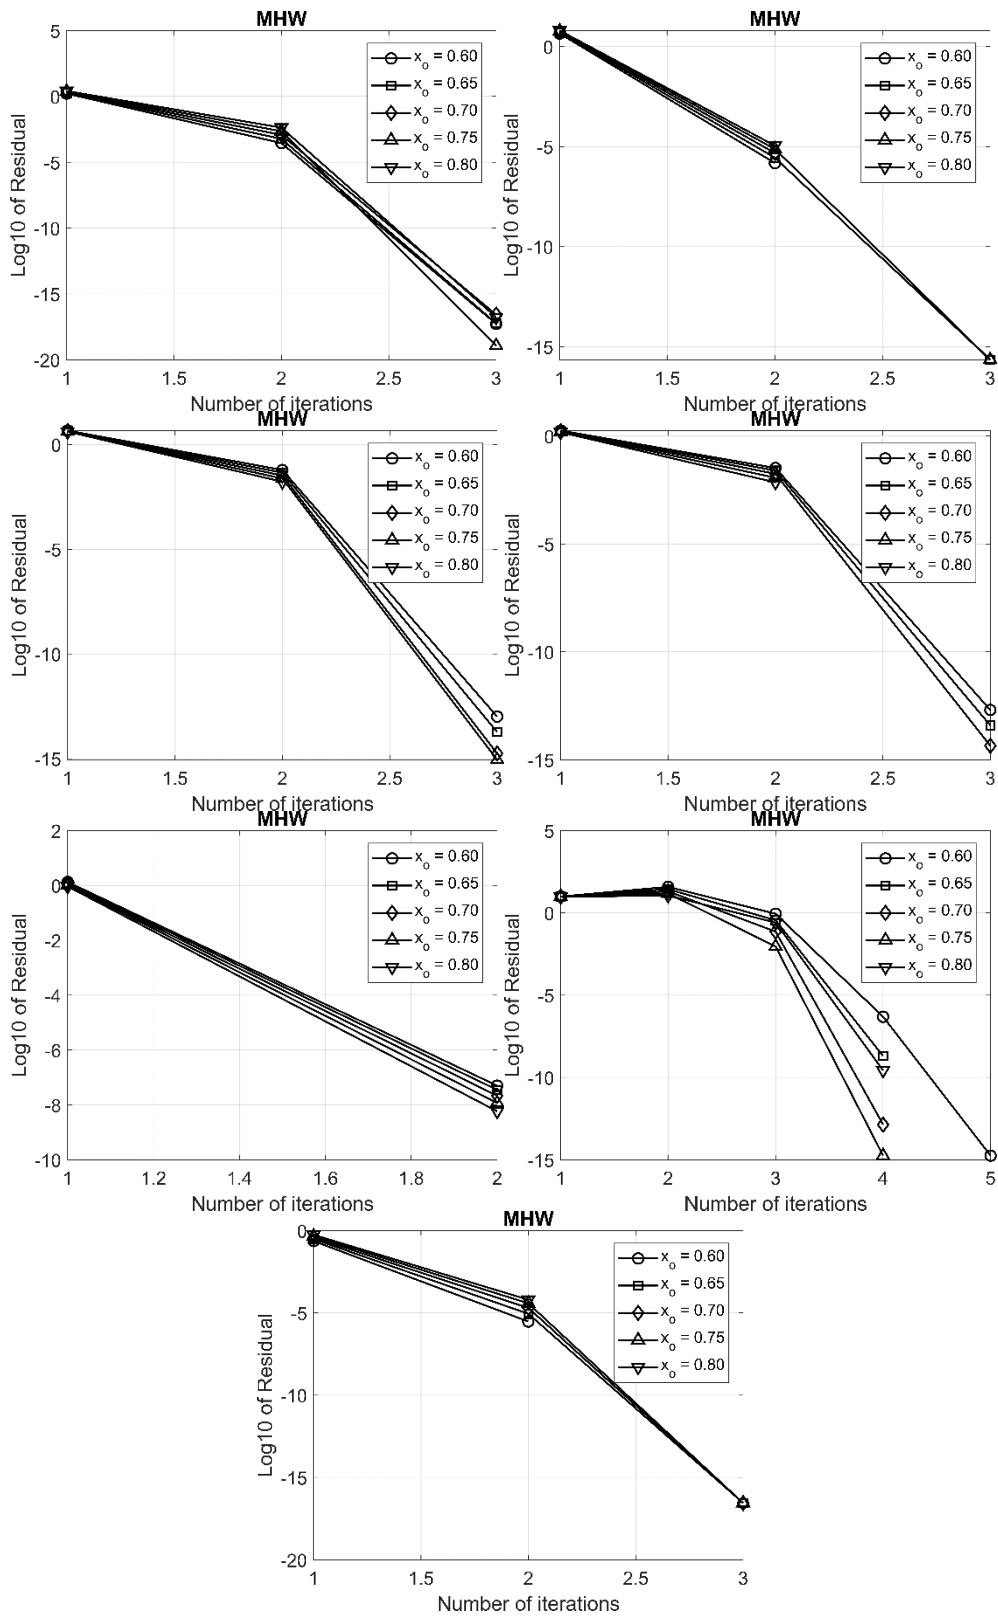 MHW
Log10 of Residual
5
0
-5
-10
-15
-20
1
1.5
2
2.5
3
Number of iterations
x_o = 0.60
x_o = 0.65
x_o = 0.70
x_o = 0.75
x_o = 0.80
MHW
Log10 of Residual
0
-5
-10
-15
1
1.5
2
2.5
3
Number of iterations
x_o = 0.60
x_o = 0.65
x_o = 0.70
x_o = 0.75
x_o = 0.80
MHW
Log10 of Residual
0
-5
-10
-15
1
1.5
2
2.5
3
Number of iterations
x_o = 0.60
x_o = 0.65
x_o = 0.70
x_o = 0.75
x_o = 0.80
MHW
Log10 of Residual
0
-5
-10
-15
1
1.5
2
2.5
3
Number of iterations
x_o = 0.60
x_o = 0.65
x_o = 0.70
x_o = 0.75
x_o = 0.80
MHW
Log10 of Residual
2
0
-2
-4
-6
-8
-10
1
1.2
1.4
1.6
1.8
2
Number of iterations
x_o = 0.60
x_o = 0.65
x_o = 0.70
x_o = 0.75
x_o = 0.80
MHW
Log10 of Residual
5
0
-5
-10
-15
1
2
3
4
5
Number of iterations
x_o = 0.60
x_o = 0.65
x_o = 0.70
x_o = 0.75
x_o = 0.80
MHW
Log10 of Residual
0
-5
-10
-15
-20
1
1.5
2
2.5
3
Number of iterations
x_o = 0.60
x_o = 0.65
x_o = 0.70
x_o = 0.75
x_o = 0.80